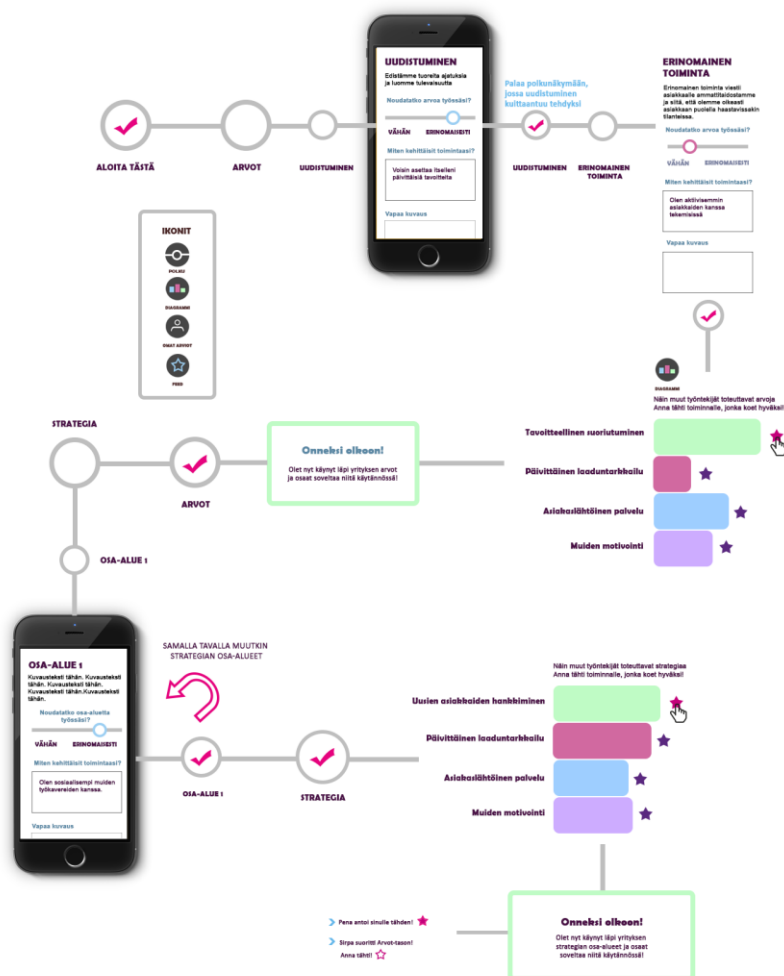 ALOITA TÄSTÄ
ARVOT
UUDISTUMINEN
UUDISTUMINEN
Edistämme tuoreita ajatuksia
ja luomme tulevaisuutta
Noudatatko arvoa työssäsi?
VÄHÄN ERINOMAISESTI
Miten kehittäisit toimintaasi?
Voisin asettaa itselleni
päivittäisiä tavoitteita
Vapaa kuvaus
Palaa polkunäkymään,
jossa uudistuminen
kuittaantuu tehdyksi
UUDISTUMINEN
ERINOMAINEN
TOIMINTA
ERINOMAINEN
TOIMINTA
Erinomainen toiminta viesti
asiakkaalle ammattitaidostamme
ja siitä, että olemme oikeasti
asiakkaan puolella haastavissakin
tilanteissa.
Noudatatko arvoa työssäsi?
VÄHÄN ERINOMAISESTI
Miten kehittäisit toimintaasi?
Olen aktiivisemmin
asiakkaiden kanssa
tekemisissä
Vapaa kuvaus
IKONIT
POLKU
DIAGRAMMI
OMAT ARVIOT
DIAGRAMMI
Näin muut työntekijät toteuttavat arvoja
Anna tähti toiminnalle, jonka koet hyväksi!
Tavoitteellinen suoriutuminen
Päivittäinen laaduntarkkailu
Asiakaslähtöinen palvelu
Muiden motivointi
Onneksi olkoon!
Olet nyt käynyt läpi yrityksen arvot
ja osaat soveltaa niitä käytännössä!
ARVOT
STRATEGIA
OSA-ALUE 1
OSA-ALUE 1
Kuvausteksti tähän. Kuvausteksti
tähän. Kuvausteksti tähän.
Kuvausteksti tähän.Kuvausteksti
tähän.
Noudatatko osa-aluetta
työssäsi?
VÄHÄN ERINOMAISESTI
Miten kehittäisit toimintaasi?
Olen sosiaalisempi muiden
työkavereiden kanssa.
Vapaa kuvaus
SAMALLA TAVALLA MUUTKIN
STRATEGIAN OSA-ALUEET
OSA-ALUE 1
STRATEGIA
Näin muut työntekijät toteuttavat strategiaa
Anna tähti toiminnalle, jonka koet hyväksi!
Uusien asiakkaiden hankkiminen
Päivittäinen laaduntarkkailu
Asiakaslähtöinen palvelu
Muiden motivointi
Onneksi olkoon!
Olet nyt käynyt läpi yrityksen
strategian osa-alueet ja osaat
soveltaa niitä käytännössä!
Pena antoi sinulle tähden!
Sirpa suoritti Arvot-tason!
Anna tähti!